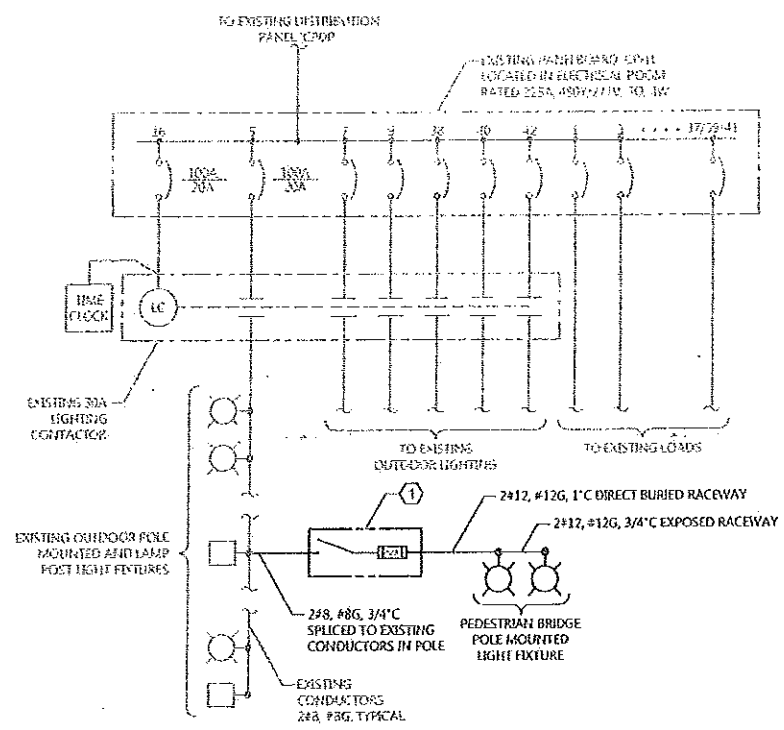 TO EXISTING DISTRIBUTION
PANEL
EXISTING PANELBOARD
LOCATED IN ELECTRICAL ROOM
RATED 225A, 480Y/277V, 3O, 4W
36 5 7 9 38 40 42 1 3 37/39/41
100A
20A
100A
20A
TIME
CLOCK
LC
EXISTING 30A
LIGHTING
CONTACTOR
TO EXISTING
OUTDOOR LIGHTING
TO EXISTING LOADS
1
2#12, #12G, 1"C DIRECT BURIED RACEWAY
2#12, #12G, 3/4"C EXPOSED RACEWAY
EXISTING OUTDOOR POLE
MOUNTED AND LAMP
POST LIGHT FIXTURES
2#8, #8G, 3/4"C
SPLICED TO EXISTING
CONDUCTORS IN POLE
PEDESTRIAN BRIDGE
POLE MOUNTED
LIGHT FIXTURE
EXISTING
CONDUCTORS
2#8, #8G, TYPICAL